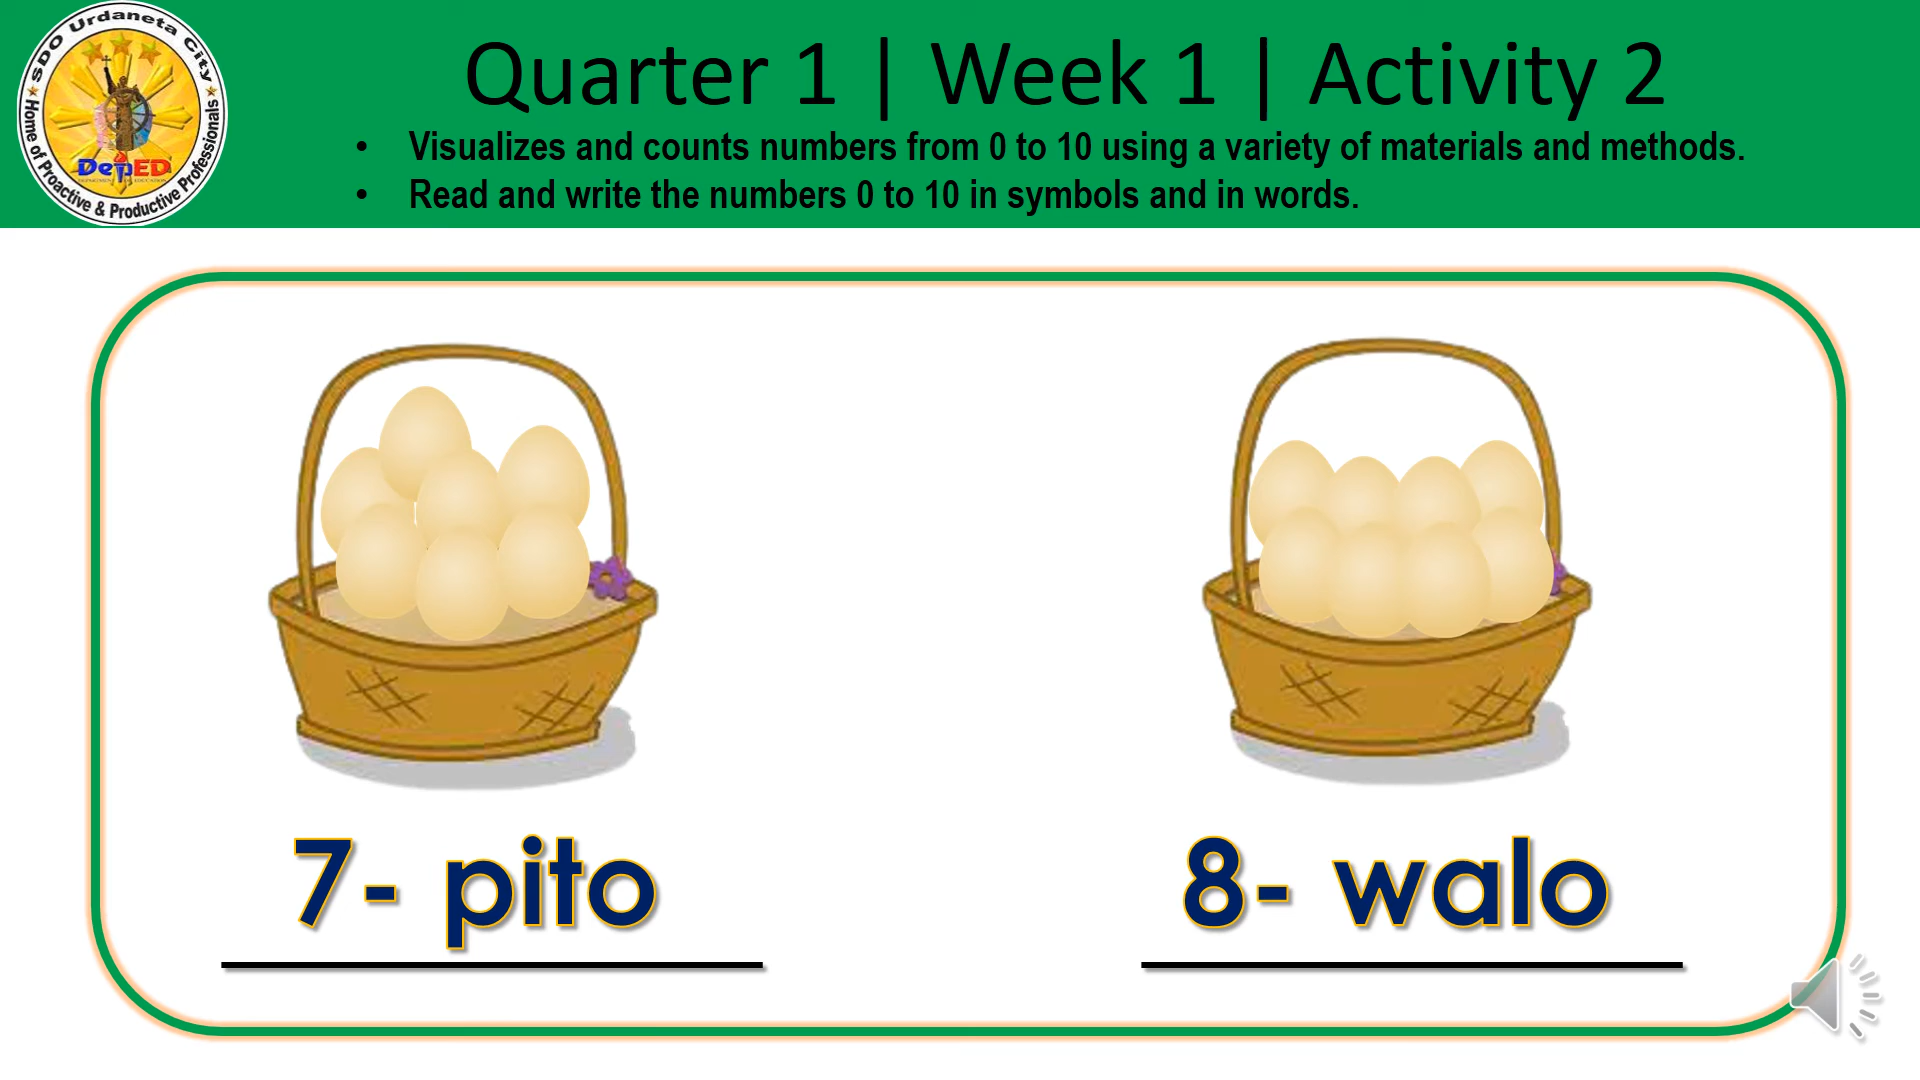 SDO Urdaneta City
Home of Proactive & Productive Professionals
DepED
Quarter 1 | Week 1 | Activity 2
• Visualizes and counts numbers from 0 to 10 using a variety of materials and methods.
• Read and write the numbers 0 to 10 in symbols and in words.
7- pito
8- walo